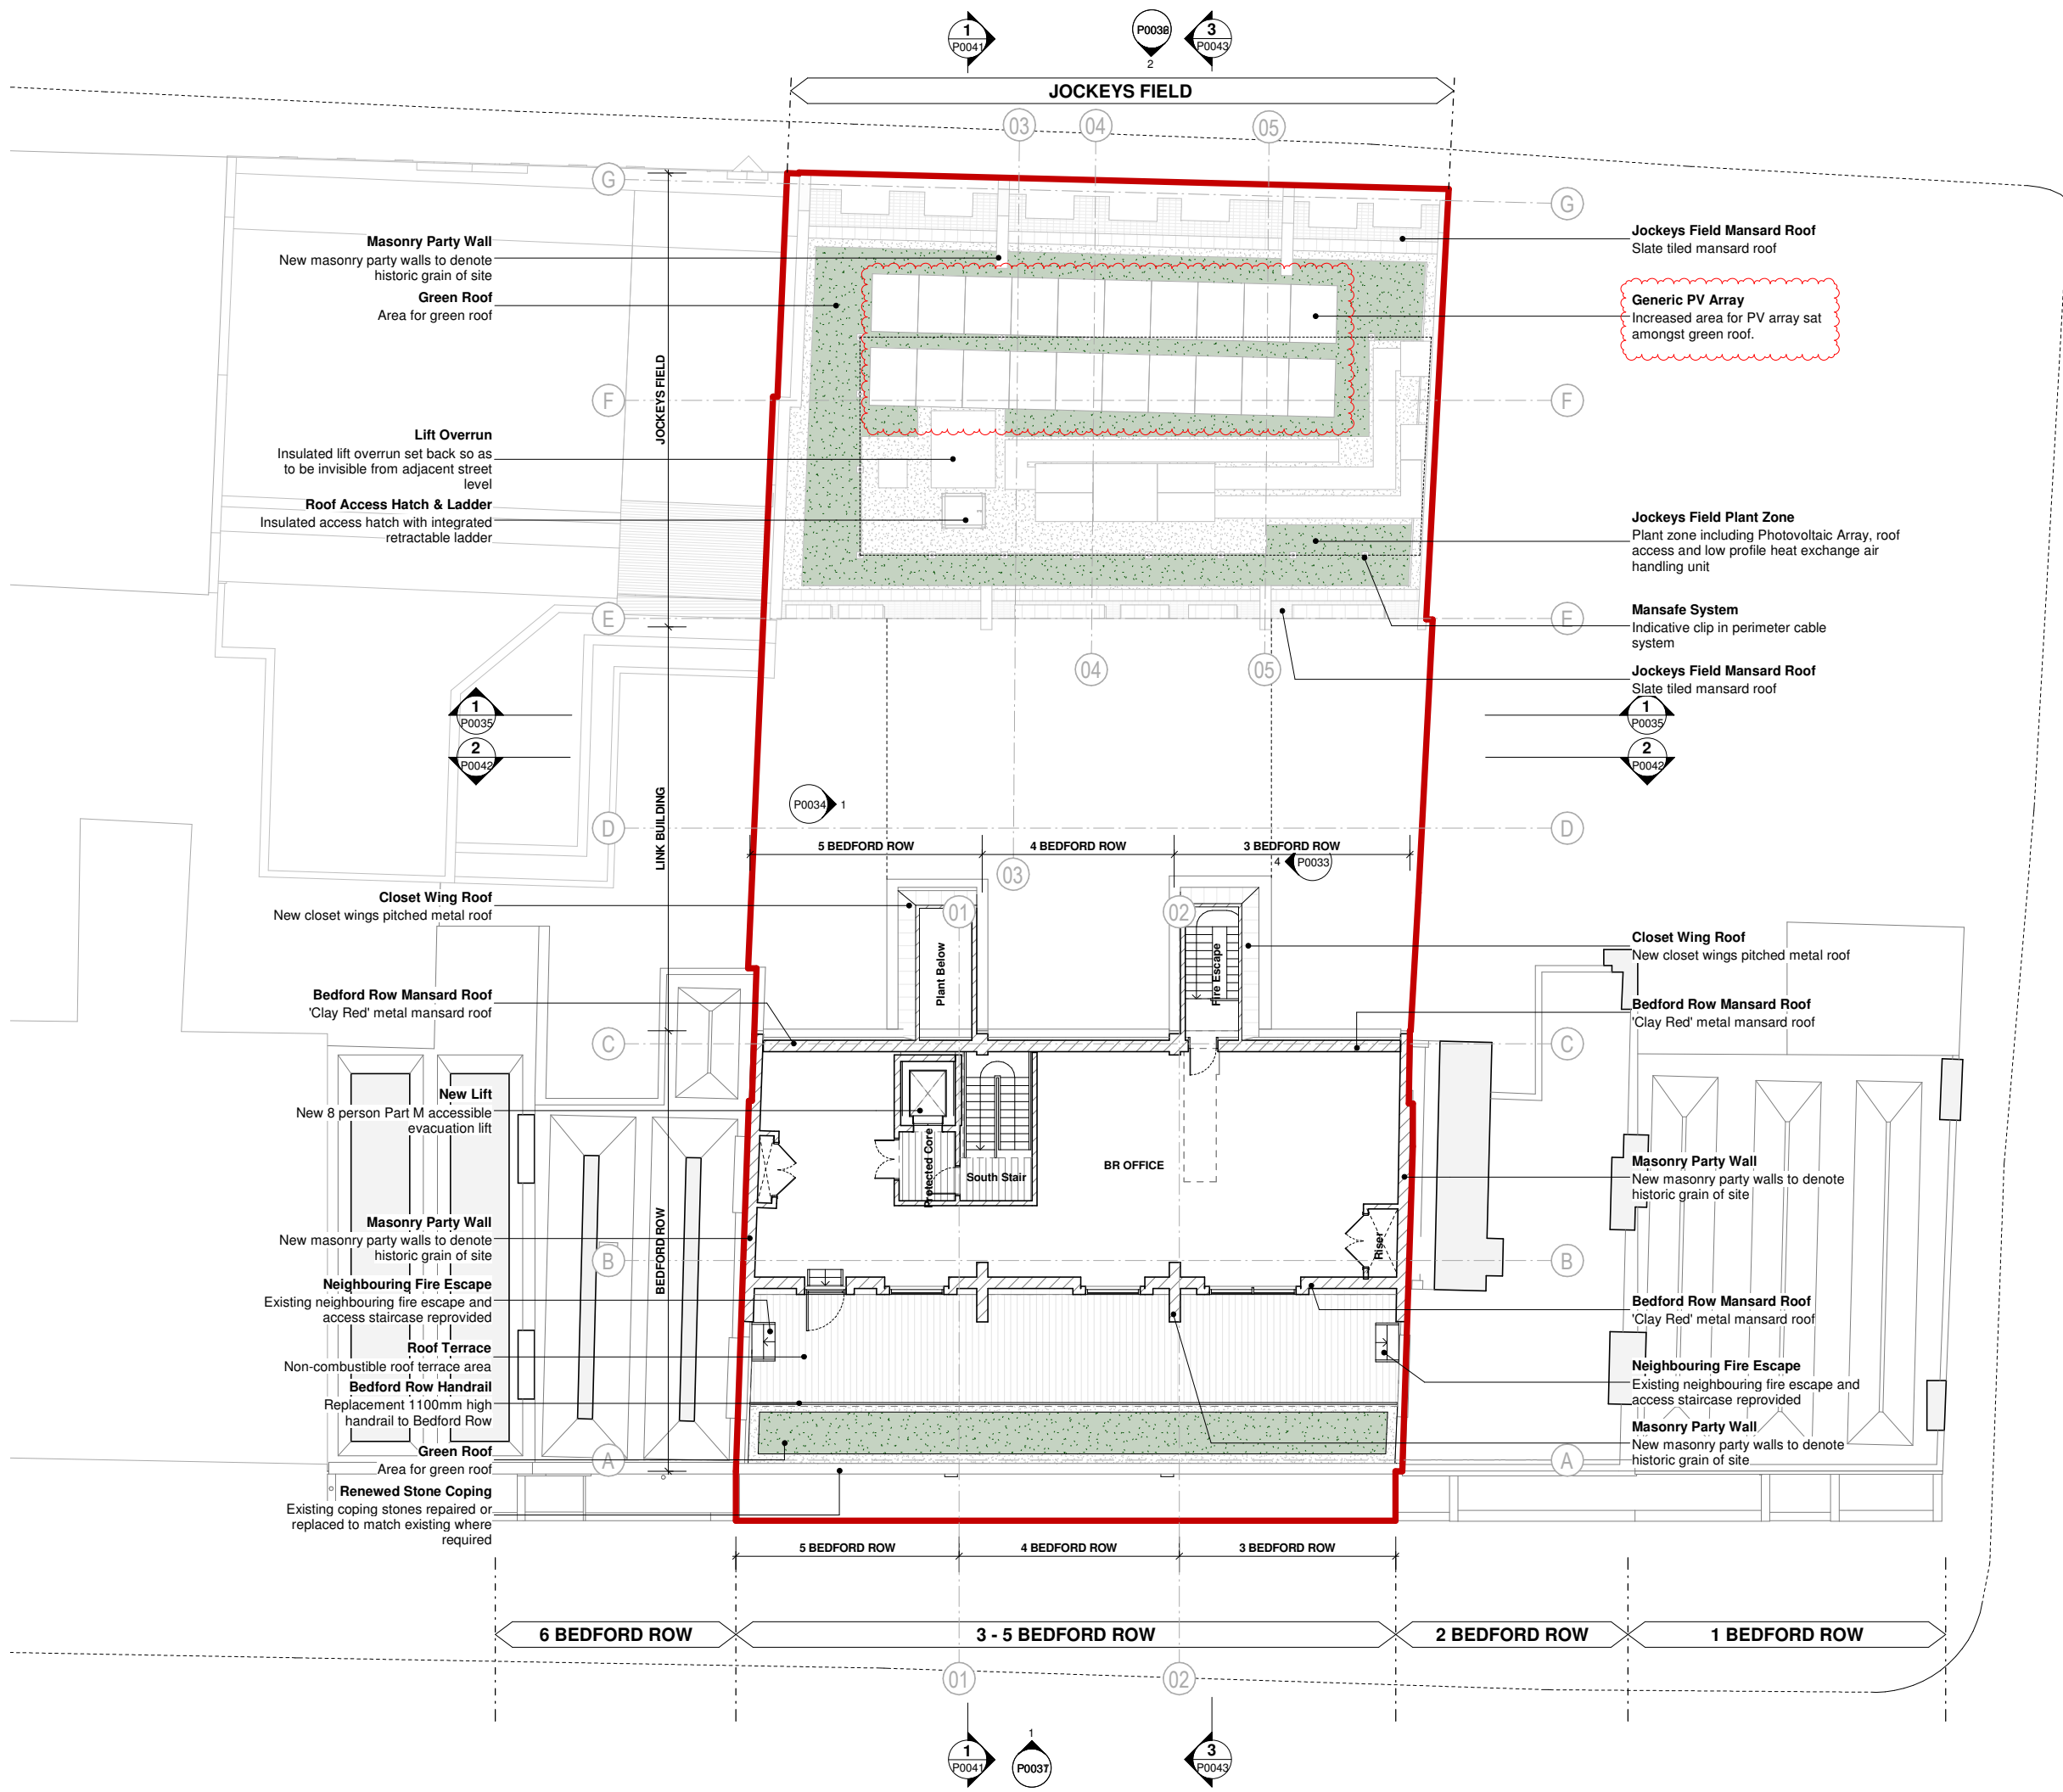 1
P0041
P0038
2
3
P0043
JOCKEYS FIELD
03
04
05
G
G
Masonry Party Wall
New masonry party walls to denote
historic grain of site
Green Roof
Area for green roof
Jockeys Field Mansard Roof
Slate tiled mansard roof
Generic PV Array
Increased area for PV array sat
amongst green roof.
JOCKEYS FIELD
F
F
Lift Overrun
Insulated lift overrun set back so as
to be invisible from adjacent street
level
Roof Access Hatch & Ladder
Insulated access hatch with integrated
retractable ladder
Jockeys Field Plant Zone
Plant zone including Photovoltaic Array, roof
access and low profile heat exchange air
handling unit
Mansafe System
Indicative clip in perimeter cable
system
E
E
04
05
Jockeys Field Mansard Roof
Slate tiled mansard roof
1
P0035
2
P0042
1
P0035
2
P0042
P0034
1
LINK BUILDING
D
D
5 BEDFORD ROW
4 BEDFORD ROW
3 BEDFORD ROW
03
4
P0033
Closet Wing Roof
New closet wings pitched metal roof
01
02
Plant Below
Fire Escape
Closet Wing Roof
New closet wings pitched metal roof
Bedford Row Mansard Roof
'Clay Red' metal mansard roof
Bedford Row Mansard Roof
'Clay Red' metal mansard roof
C
C
New Lift
New 8 person Part M accessible
evacuation lift
Protected Core
South Stair
BR OFFICE
Masonry Party Wall
New masonry party walls to denote
historic grain of site
Masonry Party Wall
New masonry party walls to denote
historic grain of site
BEDFORD ROW
Riser
B
B
Neighbouring Fire Escape
Existing neighbouring fire escape and
access staircase reprovided
Bedford Row Mansard Roof
'Clay Red' metal mansard roof
Roof Terrace
Non-combustible roof terrace area
Neighbouring Fire Escape
Existing neighbouring fire escape and
access staircase reprovided
Bedford Row Handrail
Replacement 1100mm high
handrail to Bedford Row
Masonry Party Wall
New masonry party walls to denote
historic grain of site
Green Roof
Area for green roof
A
A
Renewed Stone Coping
Existing coping stones repaired or
replaced to match existing where
required
5 BEDFORD ROW
4 BEDFORD ROW
3 BEDFORD ROW
6 BEDFORD ROW
3 - 5 BEDFORD ROW
2 BEDFORD ROW
1 BEDFORD ROW
01
02
1
P0041
1
3
P0043